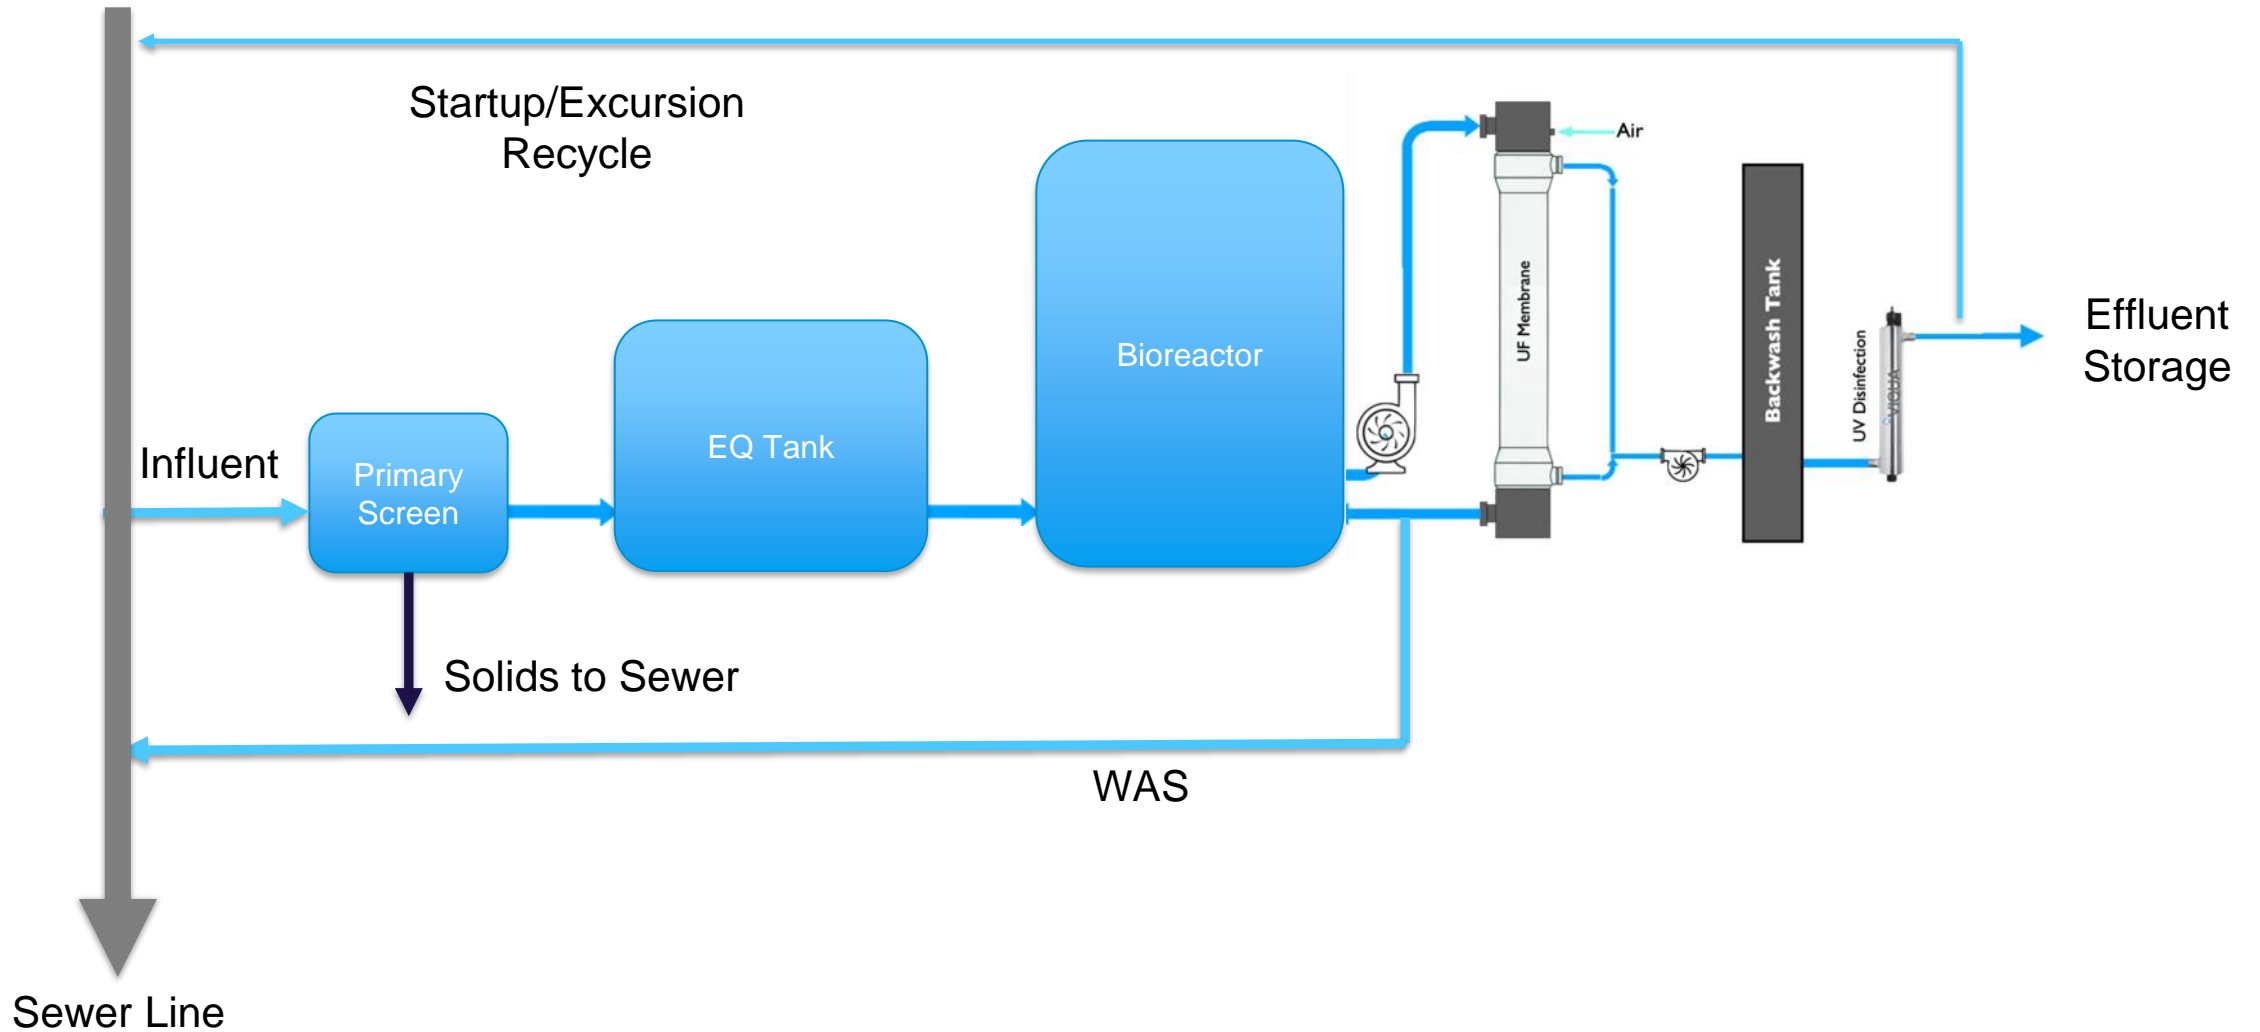 Startup/Excursion
Recycle
Air
UF Membrane
Backwash Tank
UV Disinfection
VIQUA
Effluent
Storage
Bioreactor
EQ Tank
Influent
Primary
Screen
Solids to Sewer
WAS
Sewer Line